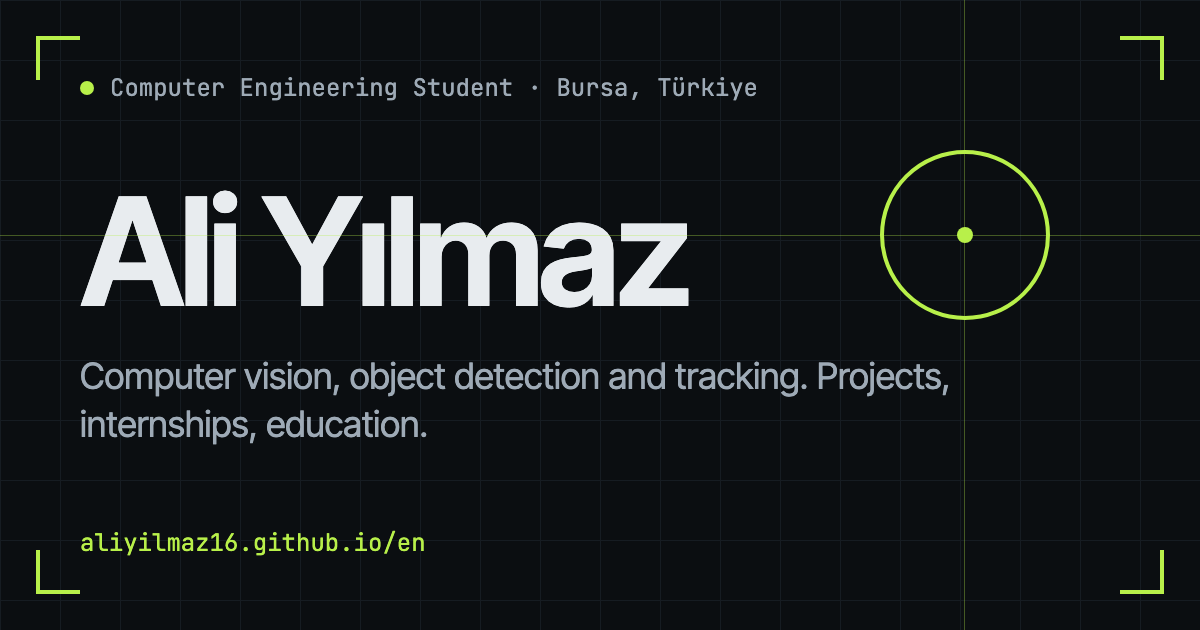 Computer Engineering Student · Bursa, Türkiye
Ali Yılmaz
Computer vision, object detection and tracking. Projects,
internships, education.
aliyilmaz16.github.io/en